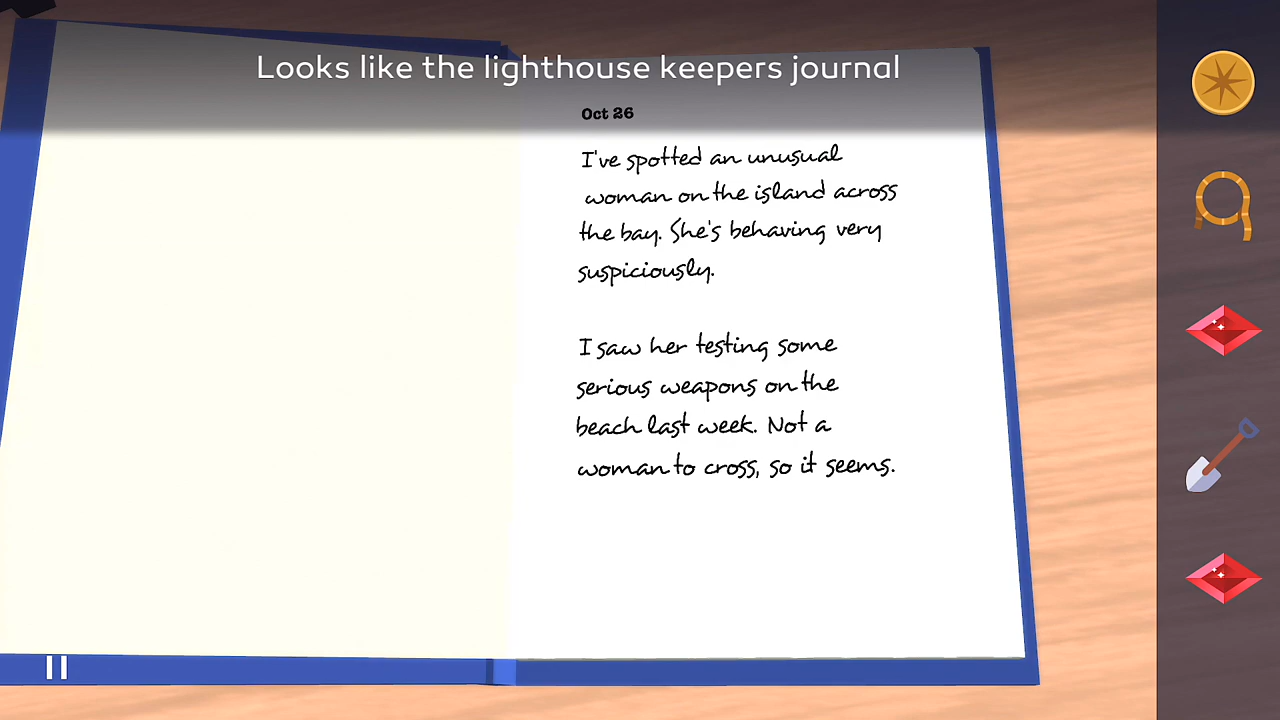 Looks like the lighthouse keepers journal
Oct 26
I've spotted an unusual
woman on the island across
the bay. She's behaving very
suspiciously.
I saw her testing some
serious weapons on the
beach last week. Not a
woman to cross, so it seems.